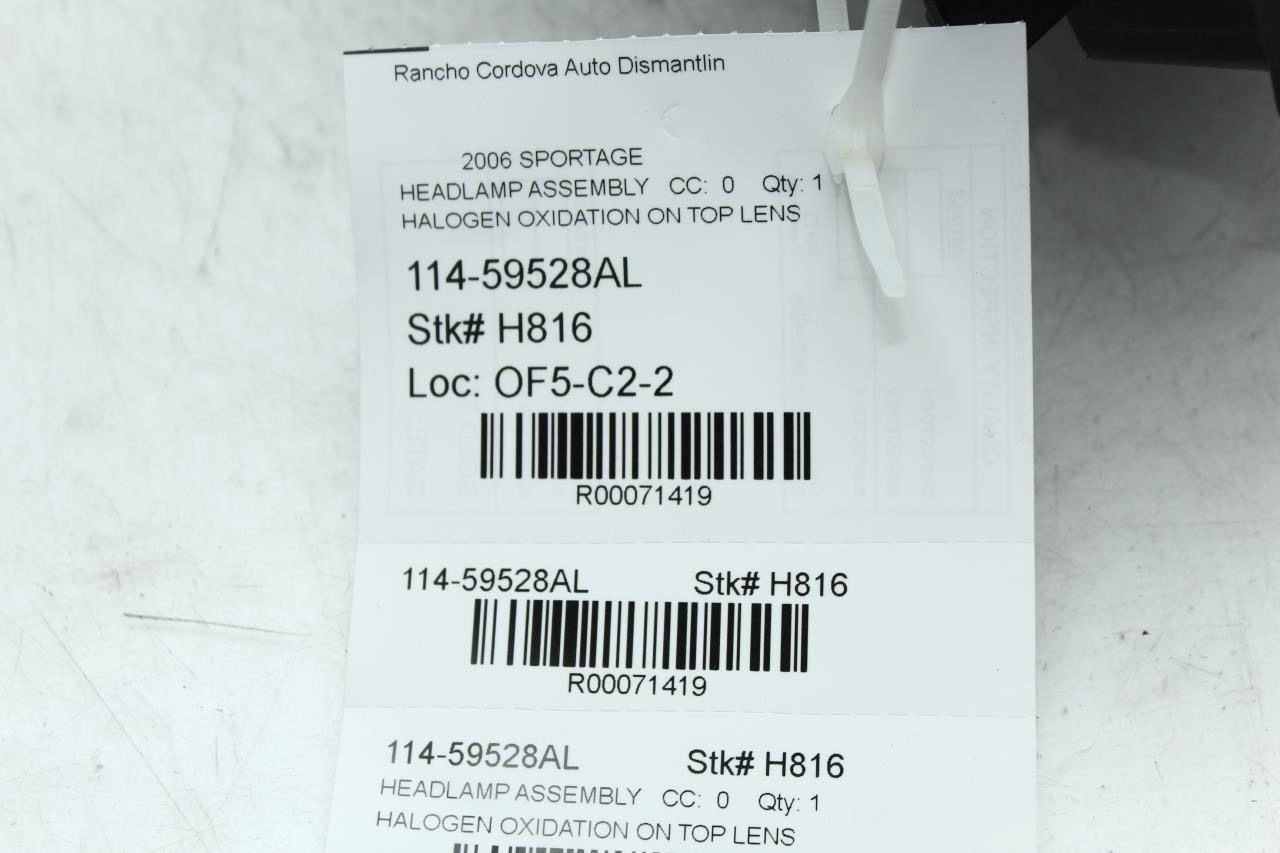 Rancho Cordova Auto Dismantlin
2006 SPORTAGE
HEADLAMP ASSEMBLY CC: 0 Qty: 1
HALOGEN OXIDATION ON TOP LENS
114-59528AL
Stk# H816
Loc: OF5-C2-2
R00071419
114-59528AL Stk# H816
R00071419
114-59528AL Stk# H816
HEADLAMP ASSEMBLY CC: 0 Qty: 1
HALOGEN OXIDATION ON TOP LENS